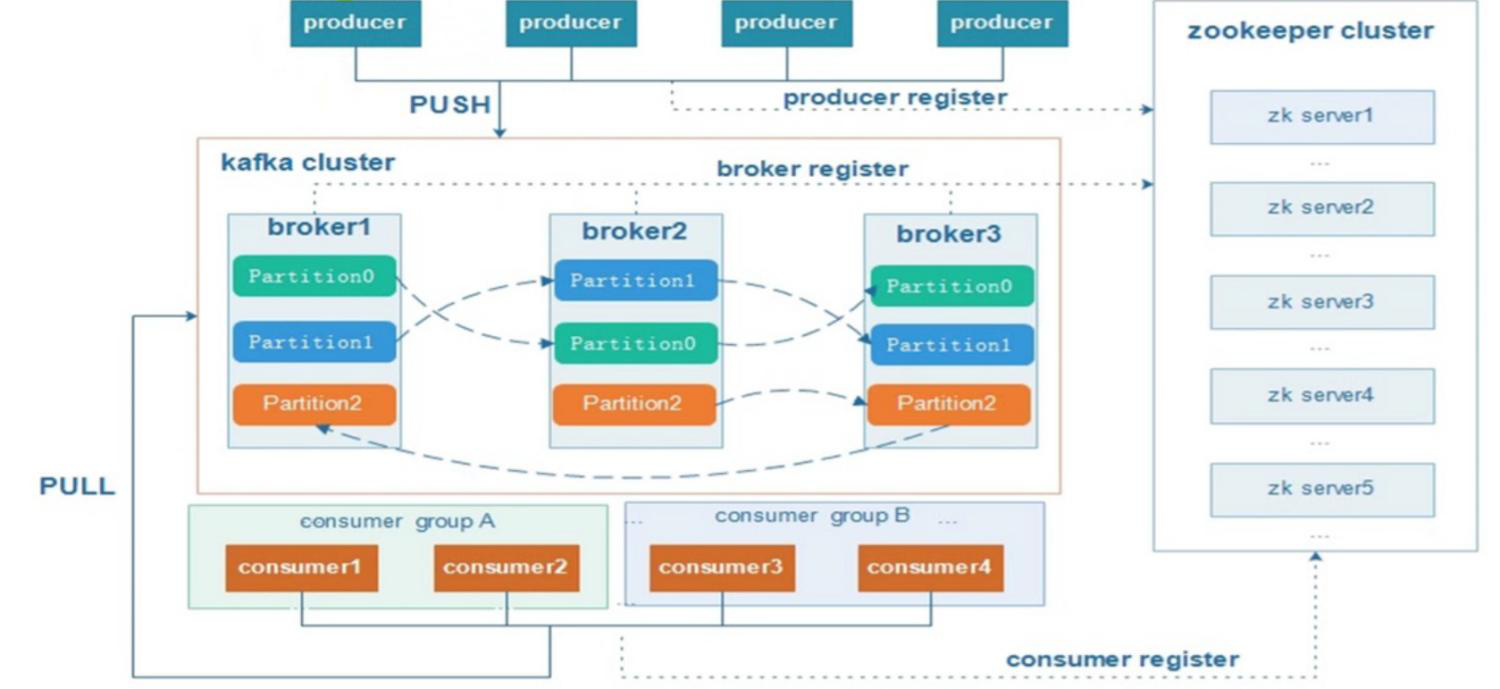 producer producer producer producer
zookeeper cluster
PUSH
producer register
zk server1
...
kafka cluster
broker register
zk server2
...
broker1 broker2 broker3
Partition0 Partition1 Partition0
zk server3
...
Partition1 Partition0 Partition1
Partition2 Partition2 Partition2
zk server4
...
PULL
zk server5
...
consumer group A ... consumer group B ...
consumer1 consumer2 consumer3 consumer4
... ... ...
consumer register